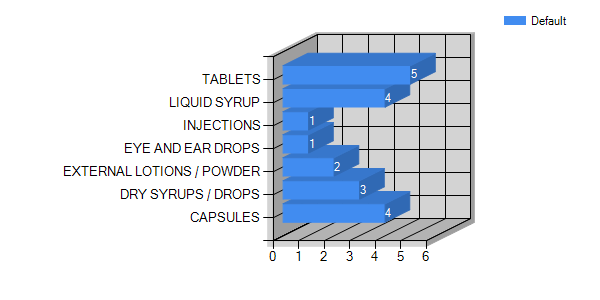 Default
TABLETS 5
LIQUID SYRUP 4
INJECTIONS 1
EYE AND EAR DROPS 1
EXTERNAL LOTIONS / POWDER 2
DRY SYRUPS / DROPS 3
CAPSULES 4
0 1 2 3 4 5 6